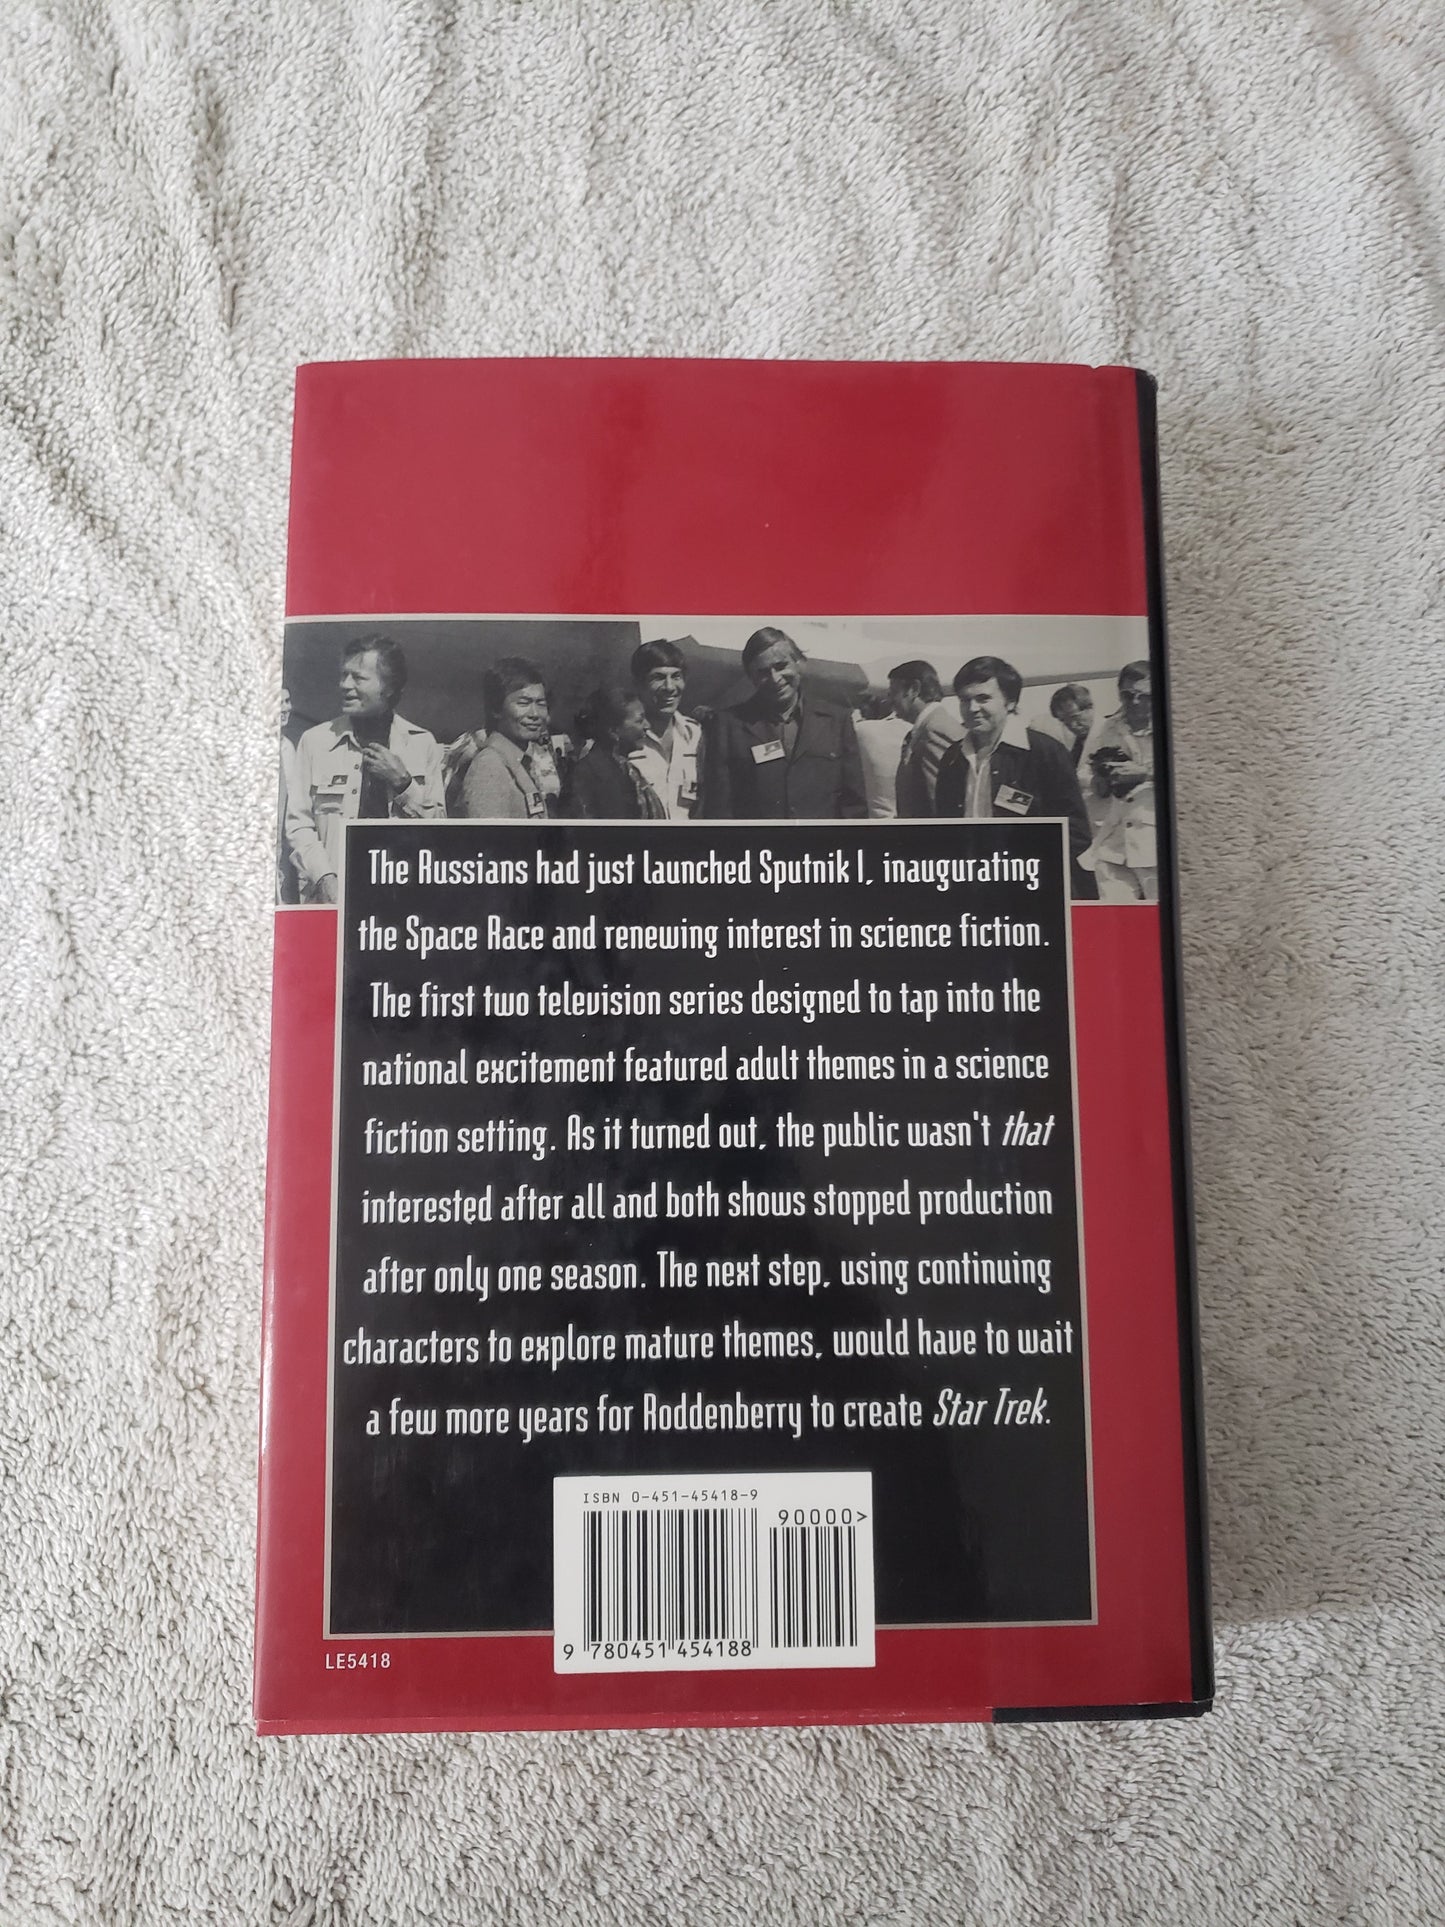 The Russians had just launched Sputnik I, inaugurating
the Space Race and renewing interest in science fiction.
The first two television series designed to tap into the
national excitement featured adult themes in a science
fiction setting. As it turned out, the public wasn't that
interested after all and both shows stopped production
after only one season. The next step, using continuing
characters to explore mature themes, would have to wait
a few more years for Roddenberry to create Star Trek.
ISBN 0-451-45418-9
90000>
9 780451 454188
LE5418